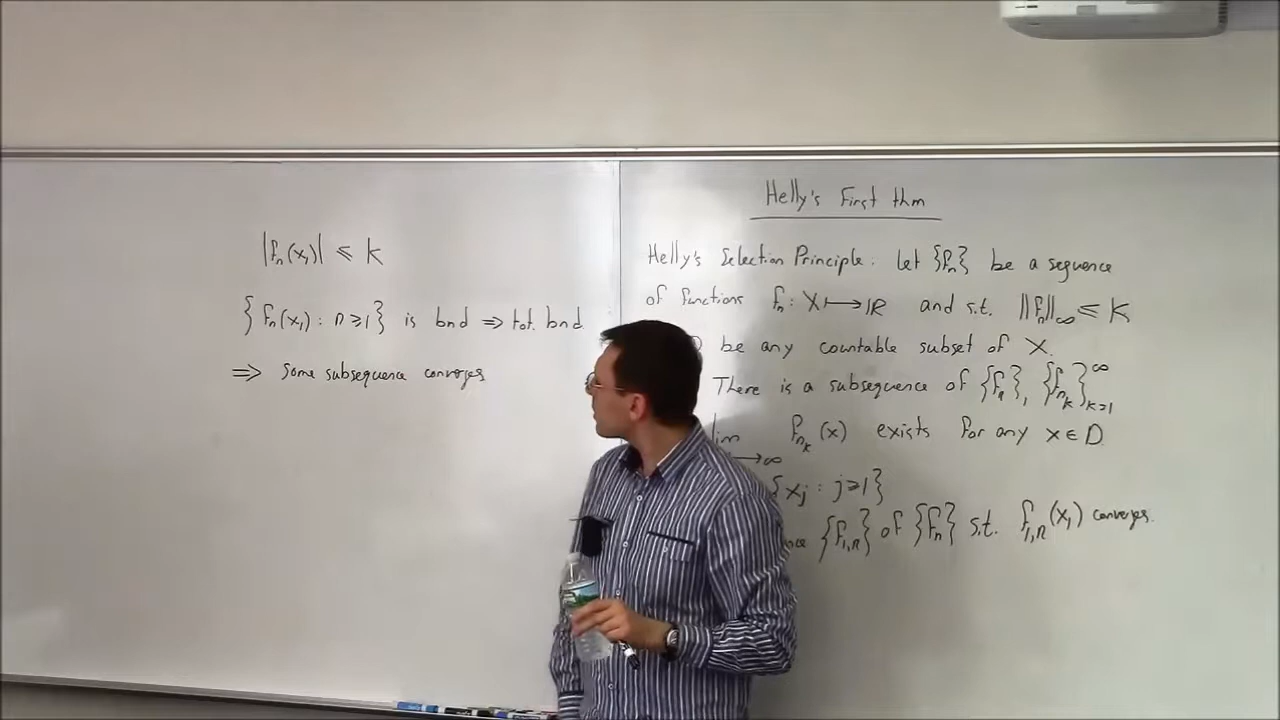 |fₙ(x₁)| ≤ K
{ fₙ(x₁) : n ≥ 1 } is bnd ⇒ tot. bnd
⇒ some subsequence converges
Helly's First thm
Helly's Selection Principle: Let {fₙ} be a sequence
of functions fₙ : X ⟼ ℝ and s.t. ‖fₙ‖∞ ≤ K
D be any countable subset of X.
There is a subsequence of {fₙ}, {fₙₖ}ₖ₌₁^∞
lim fₙₖ(x) exists for any x ∈ D
→ ∞
{xⱼ : j ≥ 1}
{f₁,ₙ} of {fₙ} s.t. f₁,ₙ(x₁) converges.